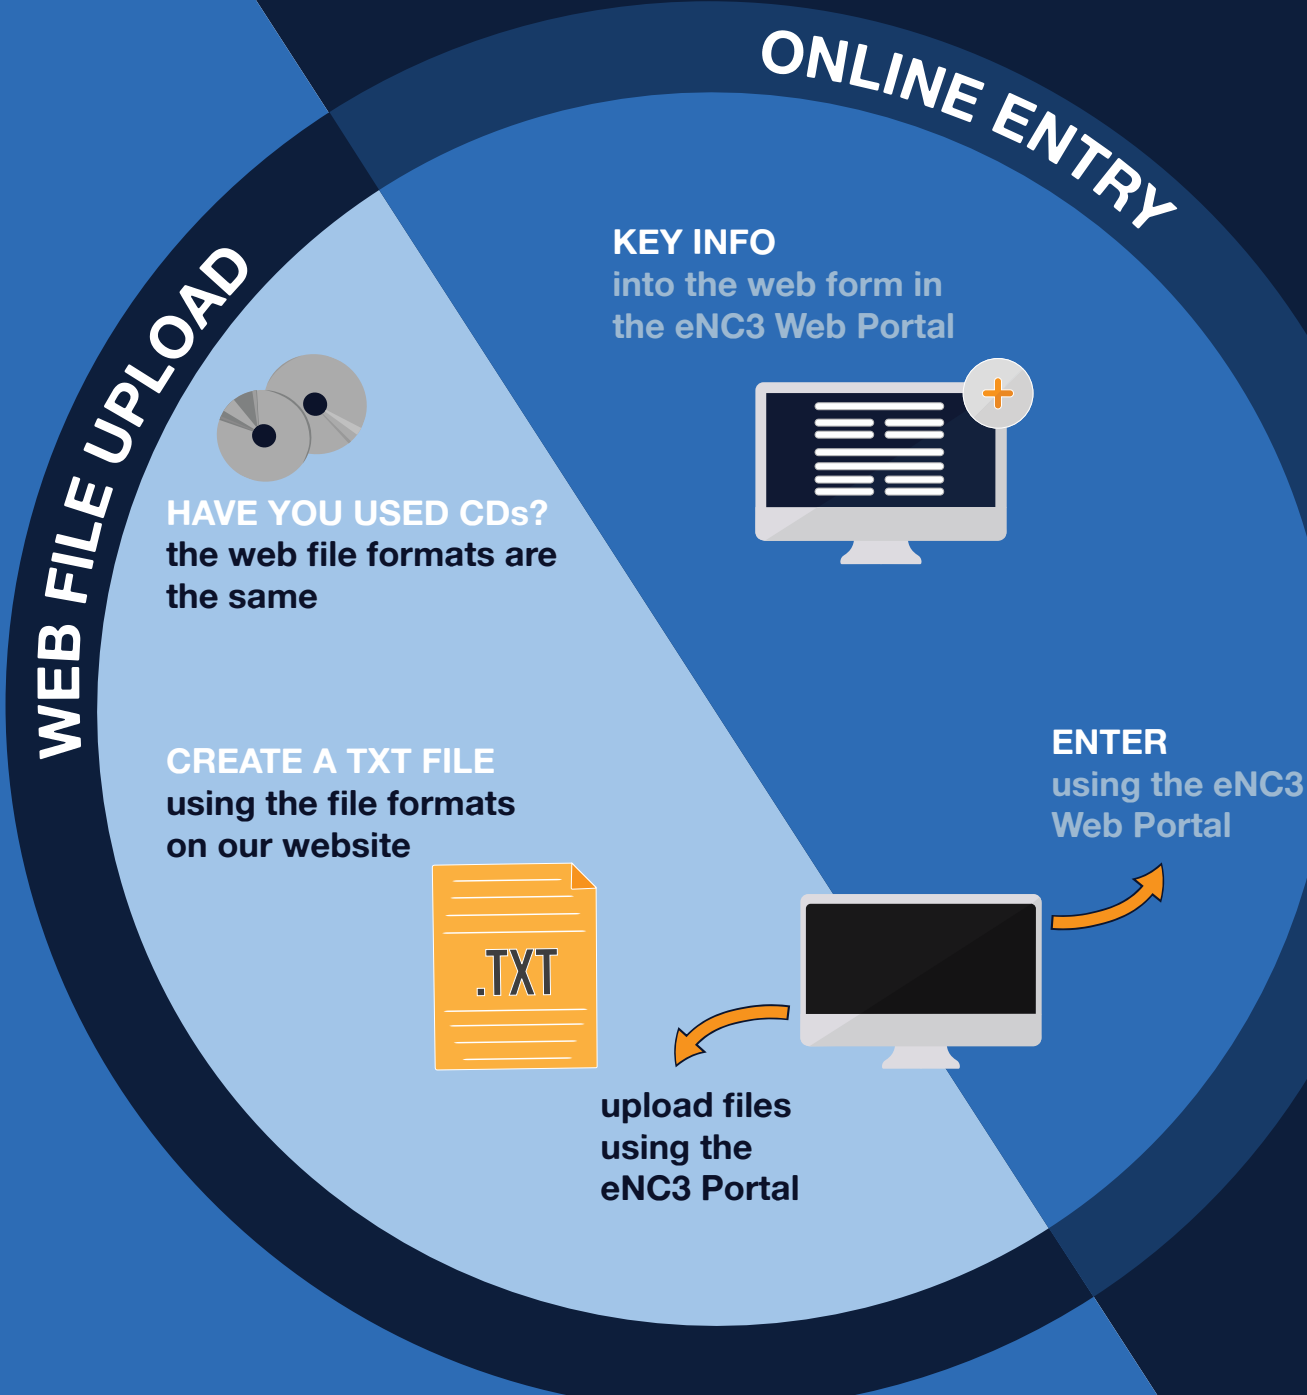 ONLINE ENTRY
KEY INFO
into the web form in
the eNC3 Web Portal
WEB FILE UPLOAD
HAVE YOU USED CDs?
the web file formats are
the same
CREATE A TXT FILE
using the file formats
on our website
.TXT
ENTER
using the eNC3
Web Portal
upload files
using the
eNC3 Portal